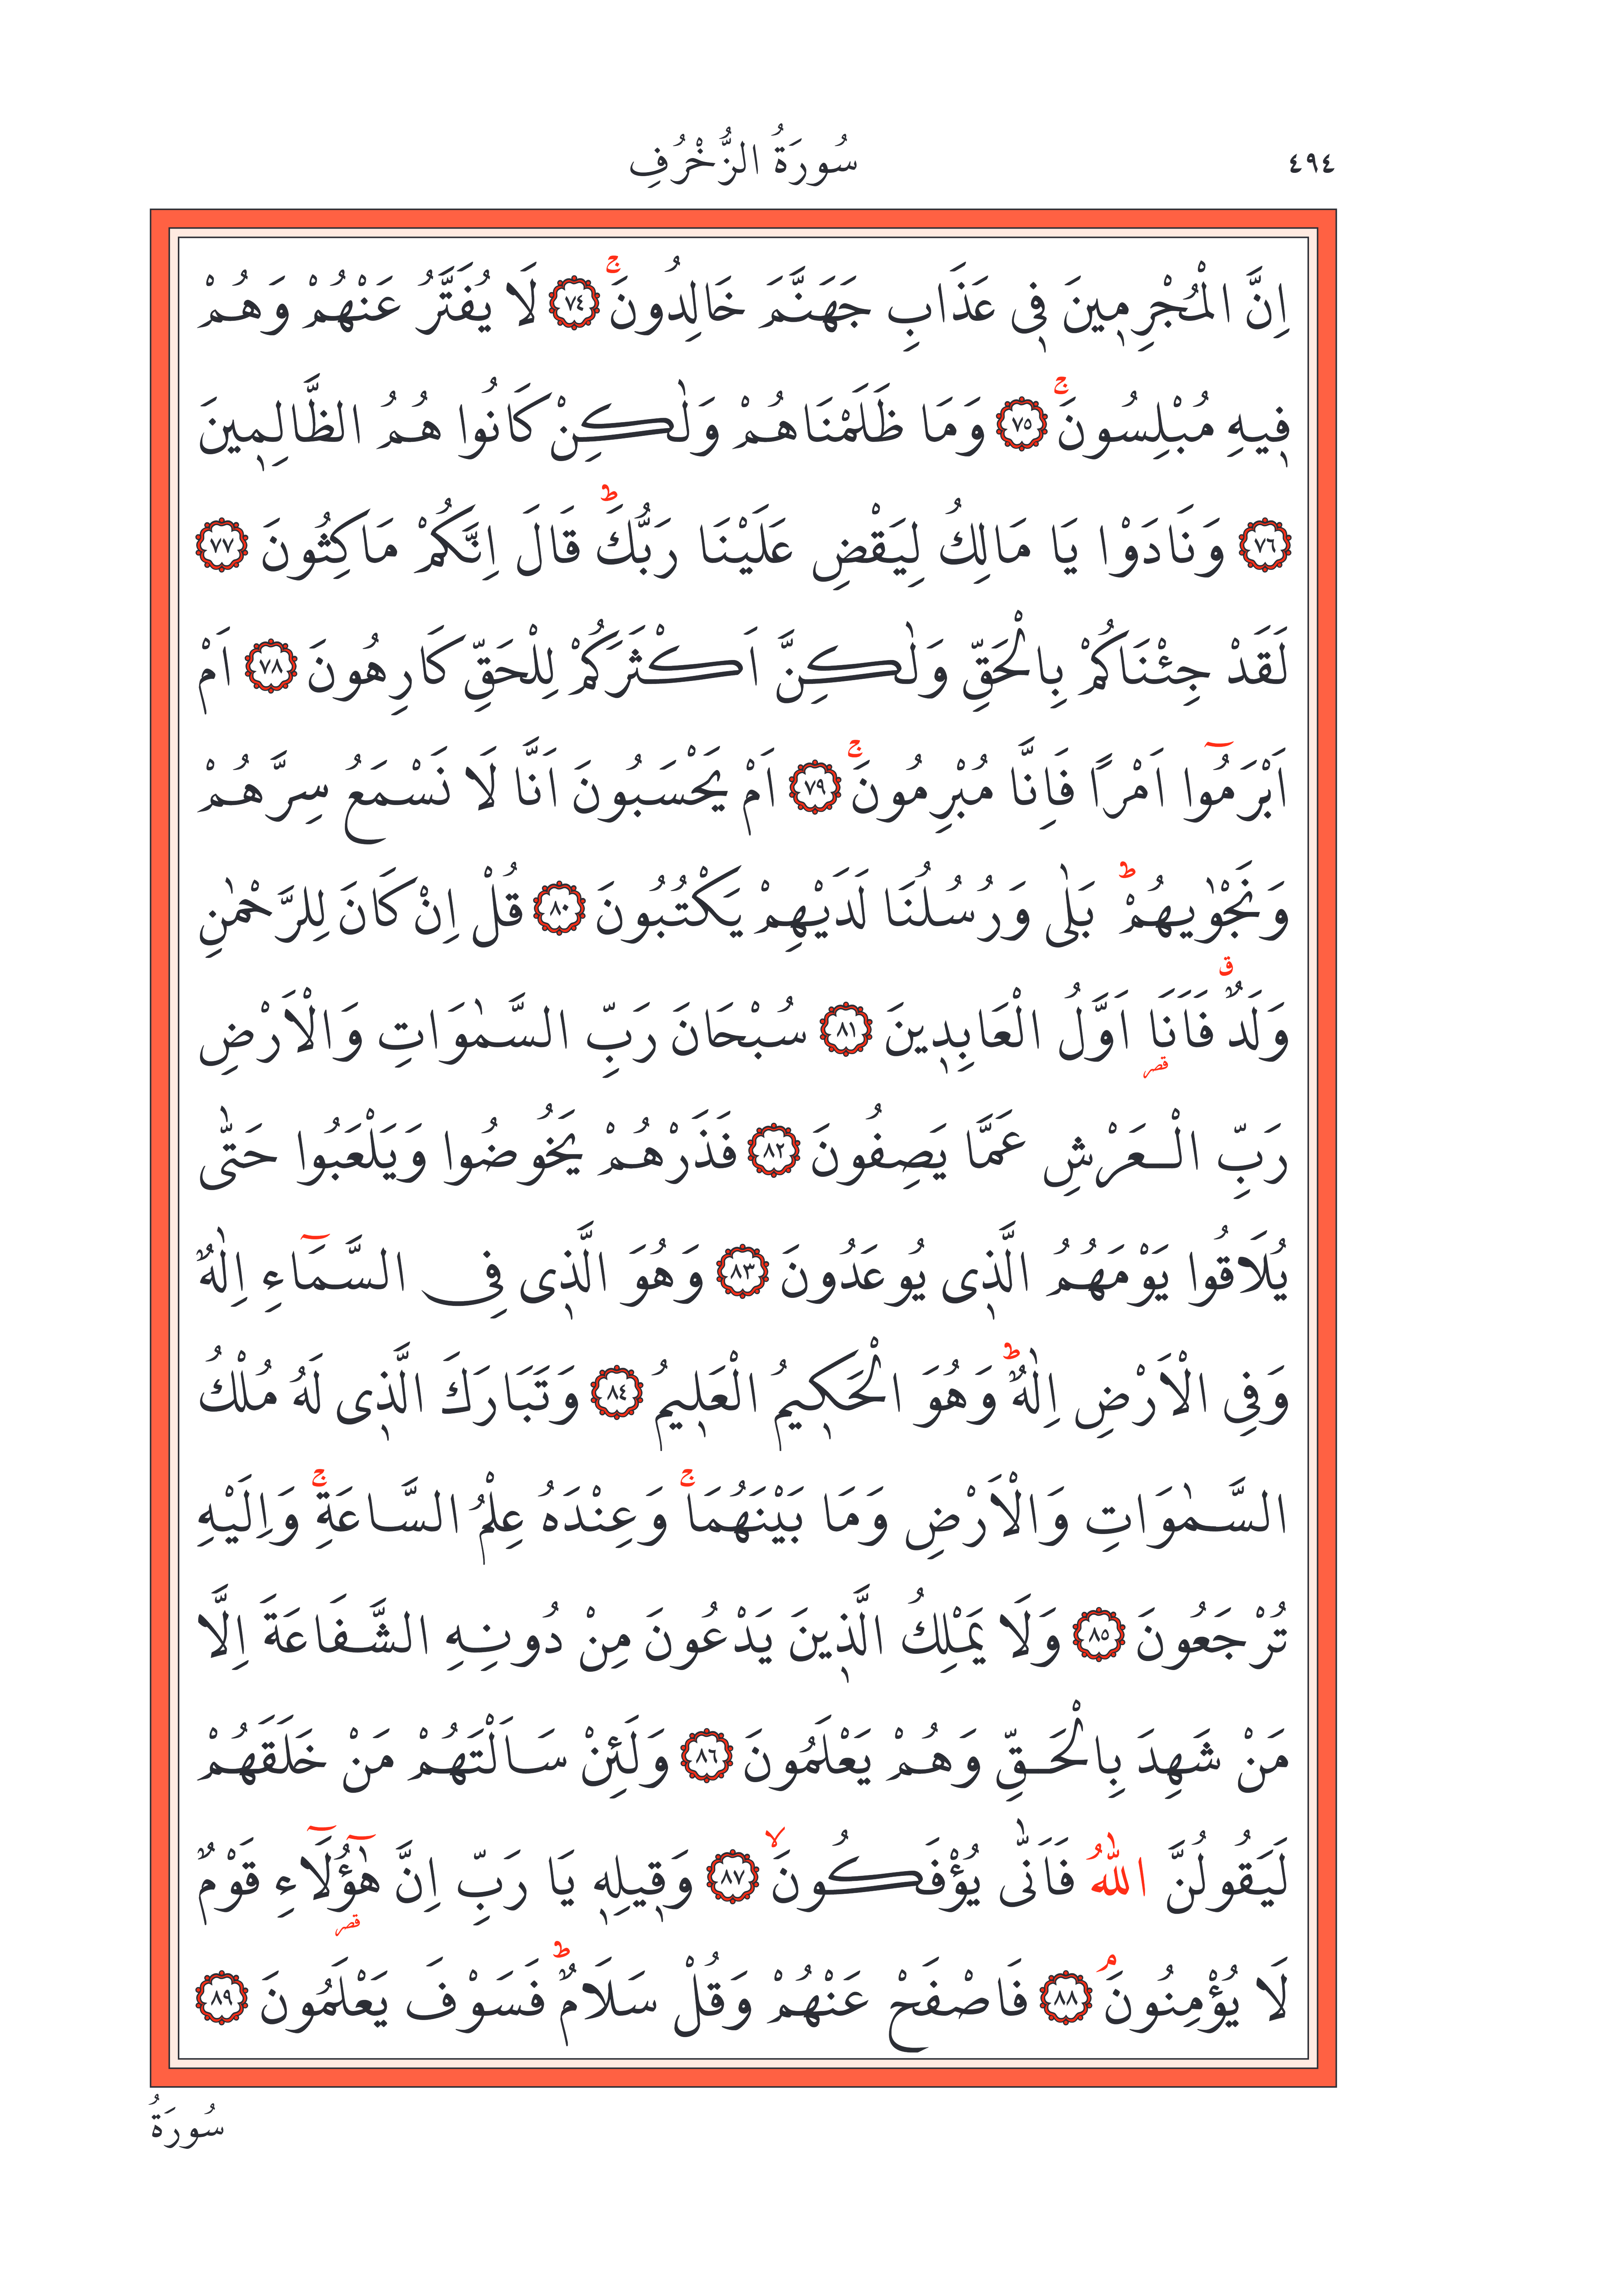 ٤٩٤
سُورَةُ الزُّخْرُفِ
اِنَّ الْمُجْرِم۪ينَ ف۪ي عَذَابِ جَهَنَّمَ خَالِدُونَۚ ﴿٧٤﴾ لَا يُفَتَّرُ عَنْهُمْ وَهُمْ
ف۪يهِ مُبْلِسُونَۚ ﴿٧٥﴾ وَمَا ظَلَمْنَاهُمْ وَلٰكِنْ كَانُوا هُمُ الظَّالِم۪ينَ
﴿٧٦﴾ وَنَادَوْا يَا مَالِكُ لِيَقْضِ عَلَيْنَا رَبُّكَؕ قَالَ اِنَّكُمْ مَاكِثُونَ ﴿٧٧﴾
لَقَدْ جِئْنَاكُمْ بِالْحَقِّ وَلٰكِنَّ اَكْثَرَكُمْ لِلْحَقِّ كَارِهُونَ ﴿٧٨﴾ اَمْ
اَبْرَمُٓوا اَمْرًا فَاِنَّا مُبْرِمُونَۚ ﴿٧٩﴾ اَمْ يَحْسَبُونَ اَنَّا لَا نَسْمَعُ سِرَّهُمْ
وَنَجْوٰيهُمْؕ بَلٰى وَرُسُلُنَا لَدَيْهِمْ يَكْتُبُونَ ﴿٨٠﴾ قُلْ اِنْ كَانَ لِلرَّحْمٰنِ
وَلَدٌۗ فَاَنَا۬ اَوَّلُ الْعَابِد۪ينَ ﴿٨١﴾ سُبْحَانَ رَبِّ السَّمٰوَاتِ وَالْاَرْضِ
قصر
رَبِّ الْعَرْشِ عَمَّا يَصِفُونَ ﴿٨٢﴾ فَذَرْهُمْ يَخُوضُوا وَيَلْعَبُوا حَتّٰى
يُلَاقُوا يَوْمَهُمُ الَّذ۪ي يُوعَدُونَ ﴿٨٣﴾ وَهُوَ الَّذ۪ي فِي السَّمَٓاءِ اِلٰهٌ
وَفِي الْاَرْضِ اِلٰهٌؕ وَهُوَ الْحَك۪يمُ الْعَل۪يمُ ﴿٨٤﴾ وَتَبَارَكَ الَّذ۪ي لَهُ مُلْكُ
السَّمٰوَاتِ وَالْاَرْضِ وَمَا بَيْنَهُمَاۚ وَعِنْدَهُ عِلْمُ السَّاعَةِۚ وَاِلَيْهِ
تُرْجَعُونَ ﴿٨٥﴾ وَلَا يَمْلِكُ الَّذ۪ينَ يَدْعُونَ مِنْ دُونِهِ الشَّفَاعَةَ اِلَّا
مَنْ شَهِدَ بِالْحَقِّ وَهُمْ يَعْلَمُونَ ﴿٨٦﴾ وَلَئِنْ سَاَلْتَهُمْ مَنْ خَلَقَهُمْ
لَيَقُولُنَّ اللّٰهُ فَاَنّٰى يُؤْفَكُونَۙ ﴿٨٧﴾ وَق۪يلِه۪ يَا رَبِّ اِنَّ هٰٓؤُ۬لَٓاءِ قَوْمٌ
قصر
لَا يُؤْمِنُونَۘ ﴿٨٨﴾ فَاصْفَحْ عَنْهُمْ وَقُلْ سَلَامٌؕ فَسَوْفَ يَعْلَمُونَ ﴿٨٩﴾
سُورَةُ